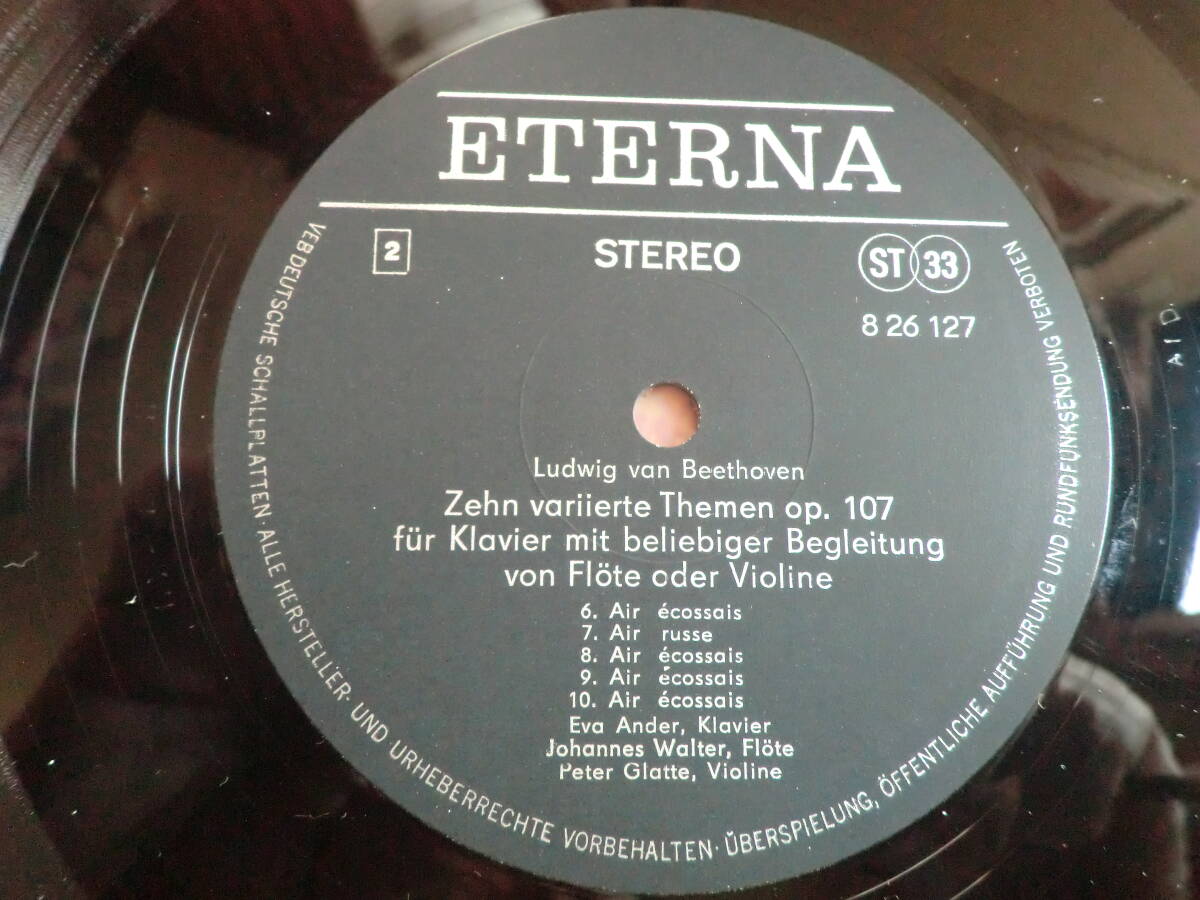 ETERNA
2
STEREO
ST 33
8 26 127
Ludwig van Beethoven
Zehn variierte Themen op. 107
für Klavier mit beliebiger Begleitung
von Flöte oder Violine
6. Air écossais
7. Air russe
8. Air écossais
9. Air écossais
10. Air écossais
Eva Ander, Klavier
Johannes Walter, Flöte
Peter Glatte, Violine
VEB DEUTSCHE SCHALLPLATTEN· ALLE HERSTELLER- UND URHEBERRECHTE VORBEHALTEN· ÜBERSPIELUNG, ÖFFENTLICHE AUFFÜHRUNG UND RUNDFUNKSENDUNG VERBOTEN